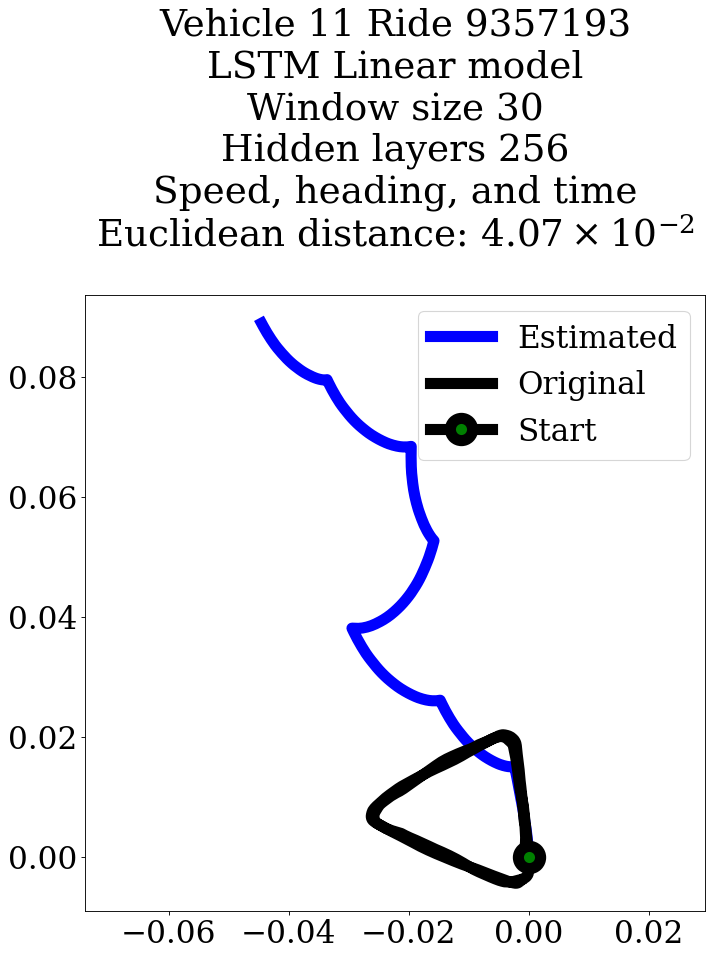 Vehicle 11 Ride 9357193
LSTM Linear model
Window size 30
Hidden layers 256
Speed, heading, and time
Euclidean distance: 4.07 × 10⁻²
Estimated
Original
Start
0.08
0.06
0.04
0.02
0.00
−0.06 −0.04 −0.02 0.00 0.02